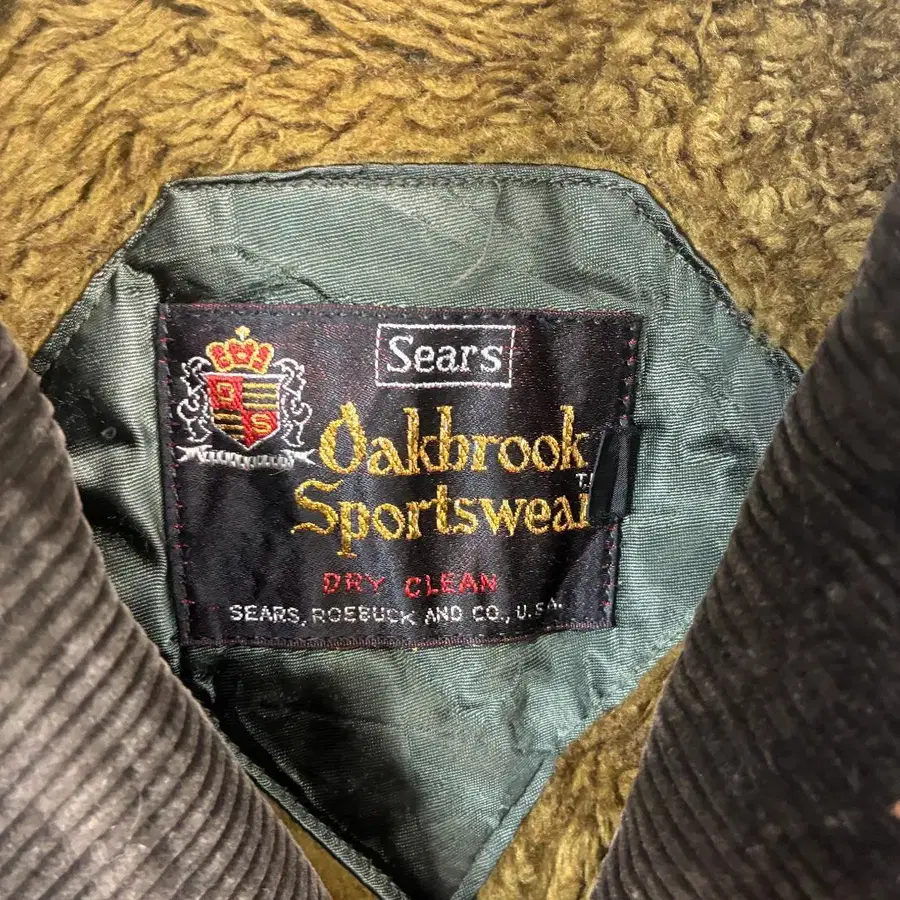 Sears
O
S
Oakbrook
Sportswear
T.
DRY CLEAN
SEARS, ROEBUCK AND CO., U.S.A.